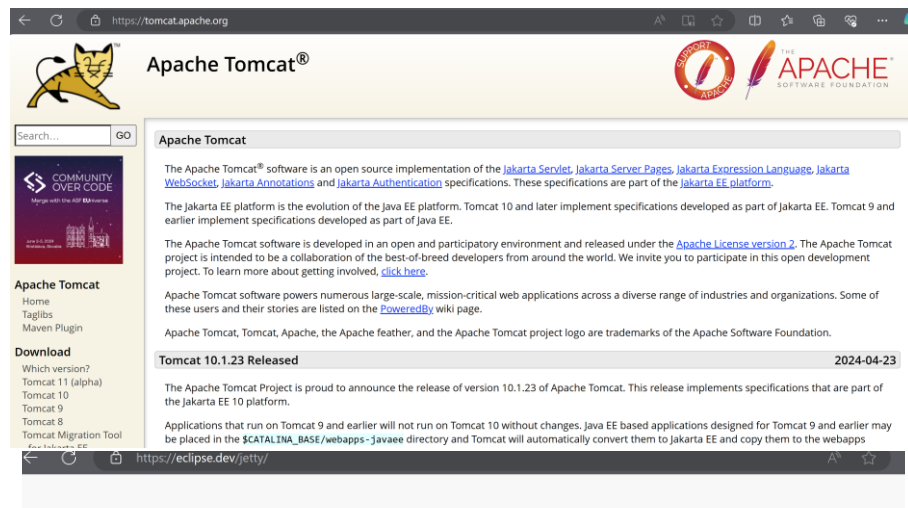 https://tomcat.apache.org
Apache Tomcat®
SUPPORT
APACHE
THE
APACHE®
SOFTWARE FOUNDATION
Search...
GO
COMMUNITY
OVER CODE
Merge with the ASF EUniverse
June 3-5, 2024
Bratislava, Slovakia
Apache Tomcat
Home
Taglibs
Maven Plugin
Download
Which version?
Tomcat 11 (alpha)
Tomcat 10
Tomcat 9
Tomcat 8
Tomcat Migration Tool
for Jakarta EE
Apache Tomcat
The Apache Tomcat® software is an open source implementation of the Jakarta Servlet, Jakarta Server Pages, Jakarta Expression Language, Jakarta
WebSocket, Jakarta Annotations and Jakarta Authentication specifications. These specifications are part of the Jakarta EE platform.
The Jakarta EE platform is the evolution of the Java EE platform. Tomcat 10 and later implement specifications developed as part of Jakarta EE. Tomcat 9 and
earlier implement specifications developed as part of Java EE.
The Apache Tomcat software is developed in an open and participatory environment and released under the Apache License version 2. The Apache Tomcat
project is intended to be a collaboration of the best-of-breed developers from around the world. We invite you to participate in this open development
project. To learn more about getting involved, click here.
Apache Tomcat software powers numerous large-scale, mission-critical web applications across a diverse range of industries and organizations. Some of
these users and their stories are listed on the PoweredBy wiki page.
Apache Tomcat, Tomcat, Apache, the Apache feather, and the Apache Tomcat project logo are trademarks of the Apache Software Foundation.
Tomcat 10.1.23 Released
2024-04-23
The Apache Tomcat Project is proud to announce the release of version 10.1.23 of Apache Tomcat. This release implements specifications that are part of
the Jakarta EE 10 platform.
Applications that run on Tomcat 9 and earlier will not run on Tomcat 10 without changes. Java EE based applications designed for Tomcat 9 and earlier may
be placed in the $CATALINA_BASE/webapps-javaee directory and Tomcat will automatically convert them to Jakarta EE and copy them to the webapps
https://eclipse.dev/jetty/